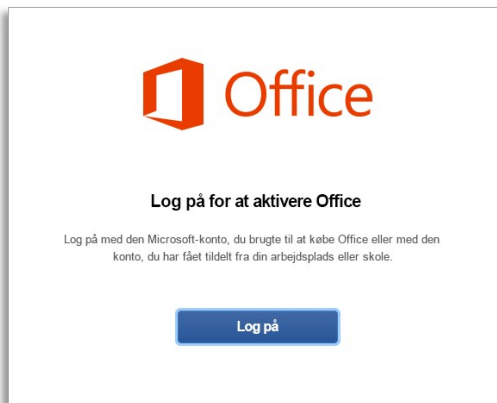 Office
Log på for at aktivere Office
Log på med den Microsoft-konto, du brugte til at købe Office eller med den
konto, du har fået tildelt fra din arbejdsplads eller skole.
Log på